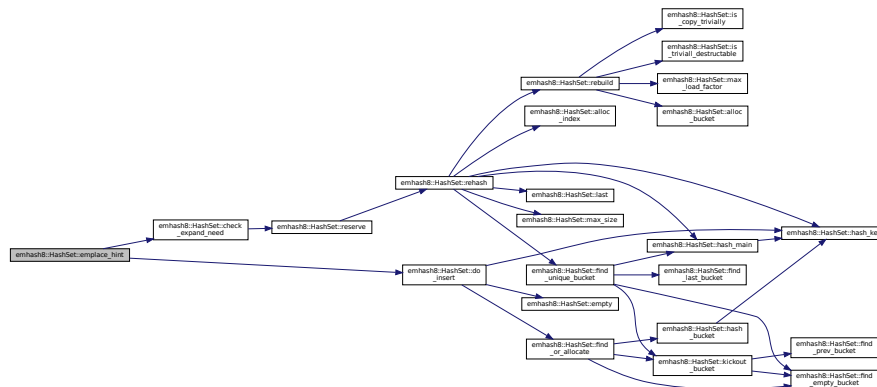 emhash8::HashSet::is
_copy_trivially
emhash8::HashSet::is
_triviall_destructable
emhash8::HashSet::rebuild
emhash8::HashSet::max
_load_factor
emhash8::HashSet::alloc
_index
emhash8::HashSet::alloc
_bucket
emhash8::HashSet::rehash
emhash8::HashSet::last
emhash8::HashSet::max_size
emhash8::HashSet::check
_expand_need
emhash8::HashSet::reserve
emhash8::HashSet::hash_ke
emhash8::HashSet::hash_main
emhash8::HashSet::emplace_hint
emhash8::HashSet::do
_insert
emhash8::HashSet::find
_unique_bucket
emhash8::HashSet::find
_last_bucket
emhash8::HashSet::empty
emhash8::HashSet::hash
_bucket
emhash8::HashSet::find
_or_allocate
emhash8::HashSet::kickout
_bucket
emhash8::HashSet::find
_prev_bucket
emhash8::HashSet::find
_empty_bucket